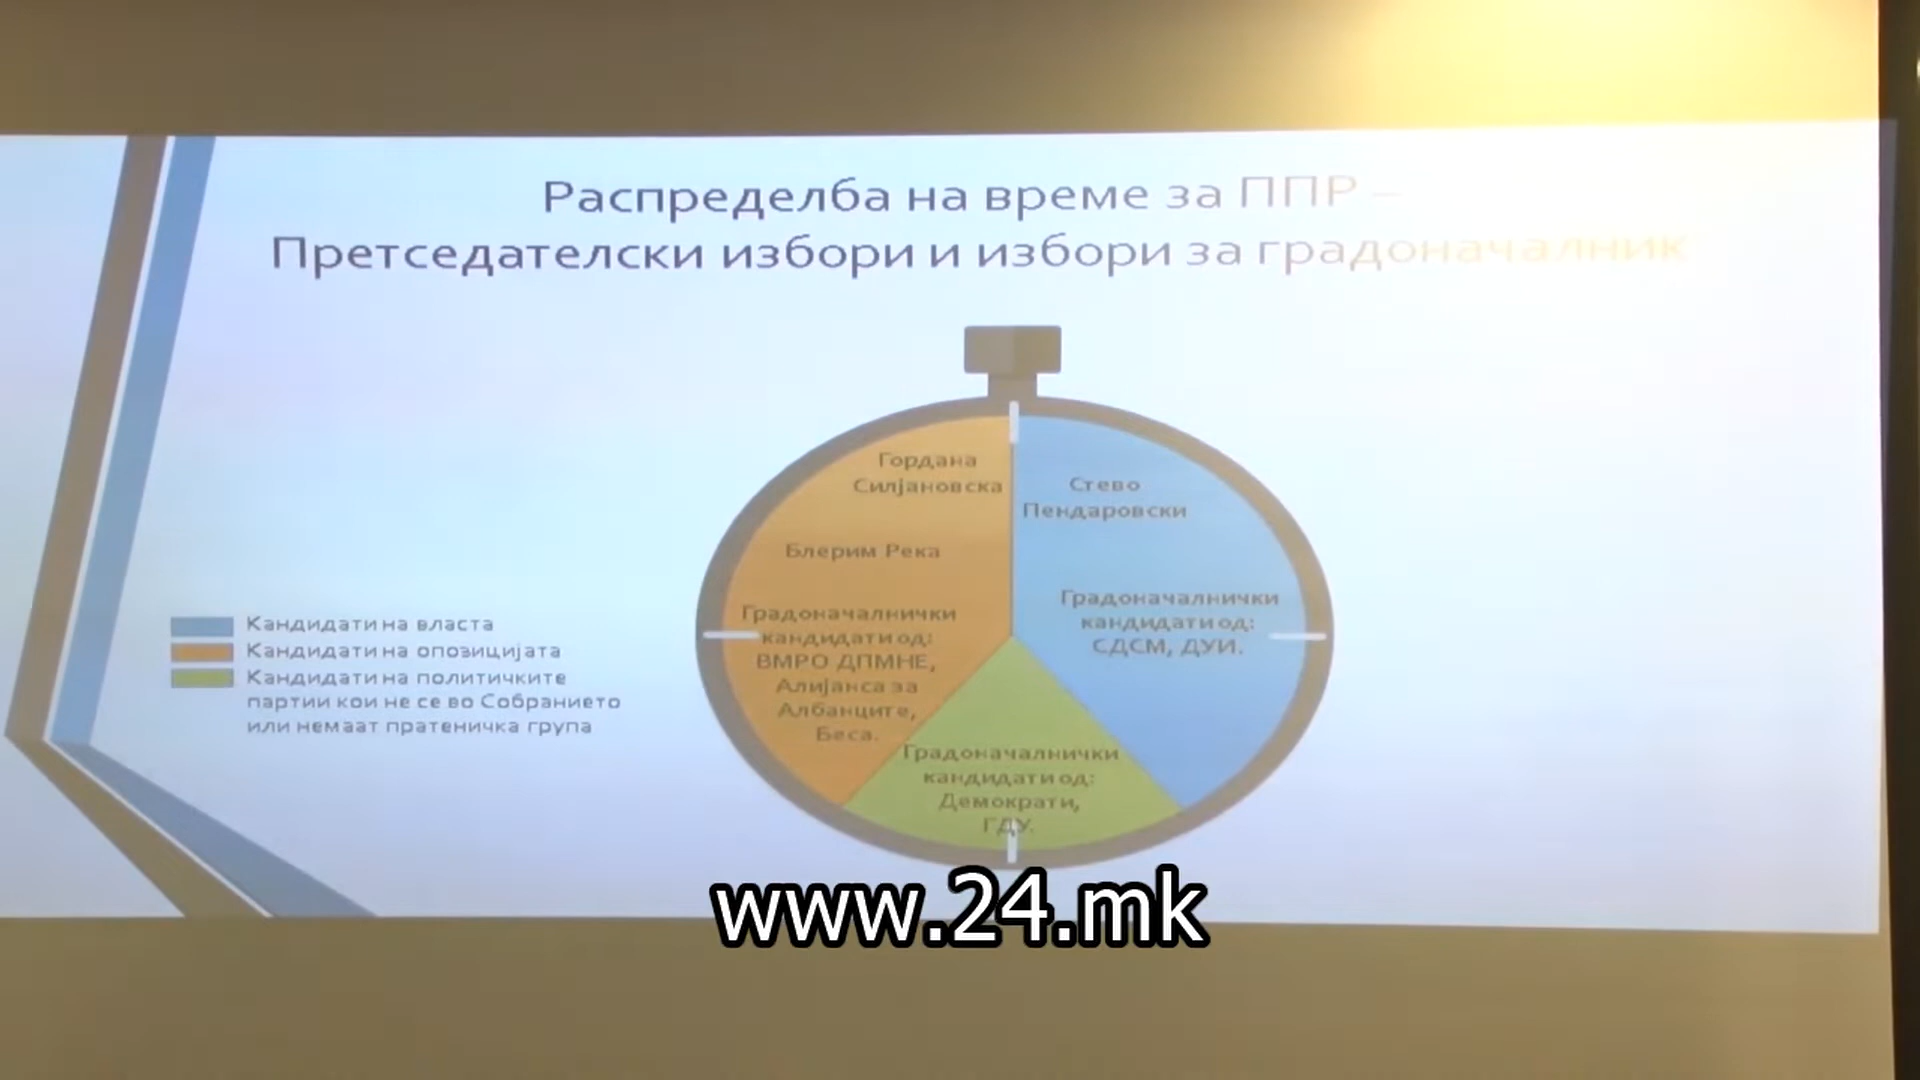 Распределба на време за ППР –
Претседателски избори и избори за градоначалник
Гордана
Силјановска
Блерим Река
Градоначалнички
кандидати од:
ВМРО ДПМНЕ,
Алијанса за
Албанците,
Беса.
Стево
Пендаровски
Градоначалнички
кандидати од:
СДСМ, ДУИ.
Градоначалнички
кандидати од:
Демократи,
ГДУ.
Кандидати на власта
Кандидати на опозицијата
Кандидати на политичките
партии кои не се во Собранието
или немаат пратеничка група
www.24.mk